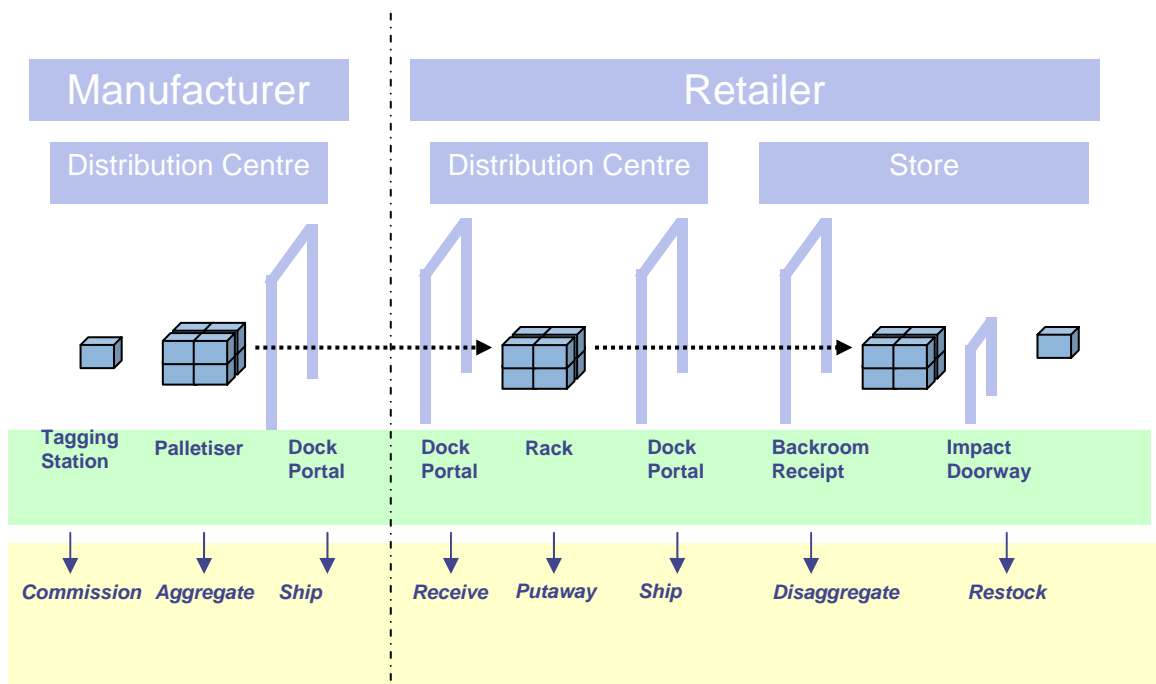 Manufacturer
Retailer
Distribution Centre
Distribution Centre
Store
Tagging
Station
Palletiser
Dock
Portal
Dock
Portal
Rack
Dock
Portal
Backroom
Receipt
Impact
Doorway
Commission
Aggregate
Ship
Receive
Putaway
Ship
Disaggregate
Restock